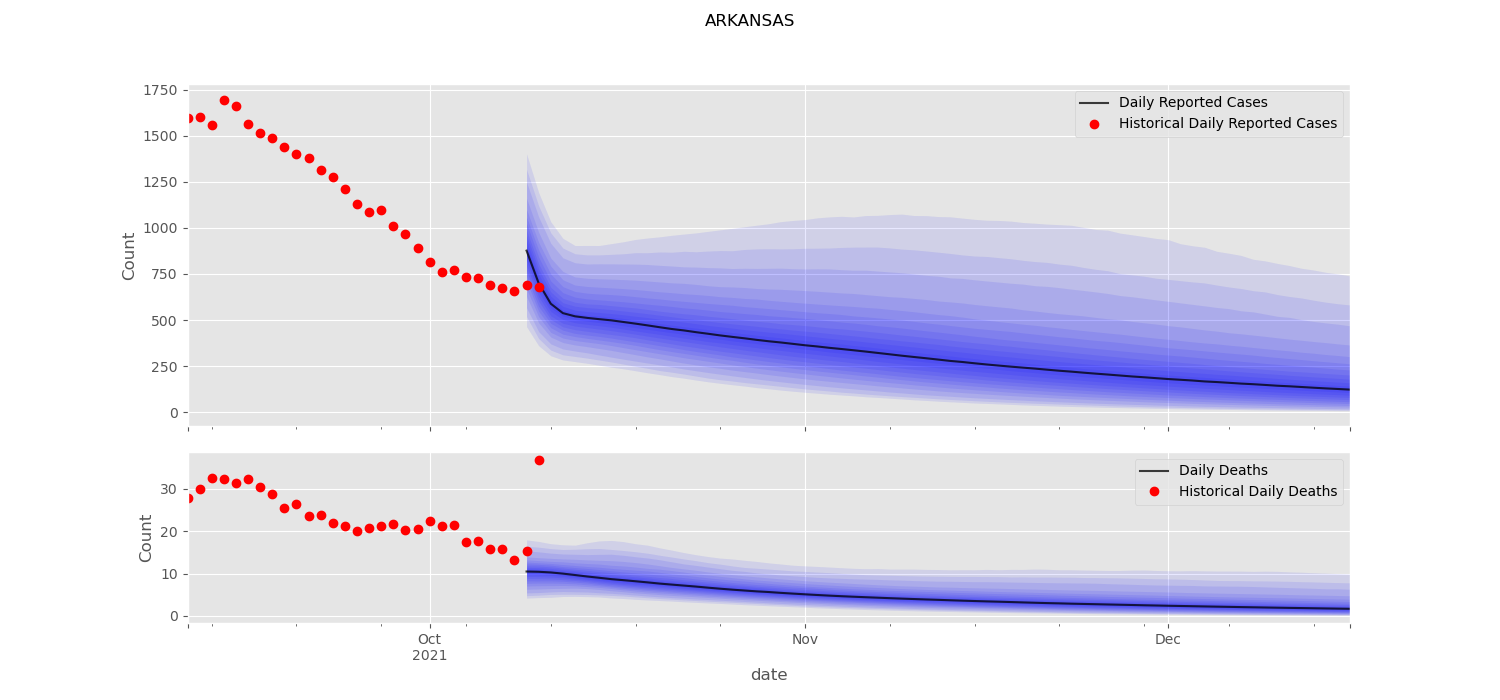 ARKANSAS
1750
1500
1250
1000
750
500
250
0
Count
Daily Reported Cases
Historical Daily Reported Cases
30
20
10
0
Count
Daily Deaths
Historical Daily Deaths
Oct
2021
Nov
Dec
date